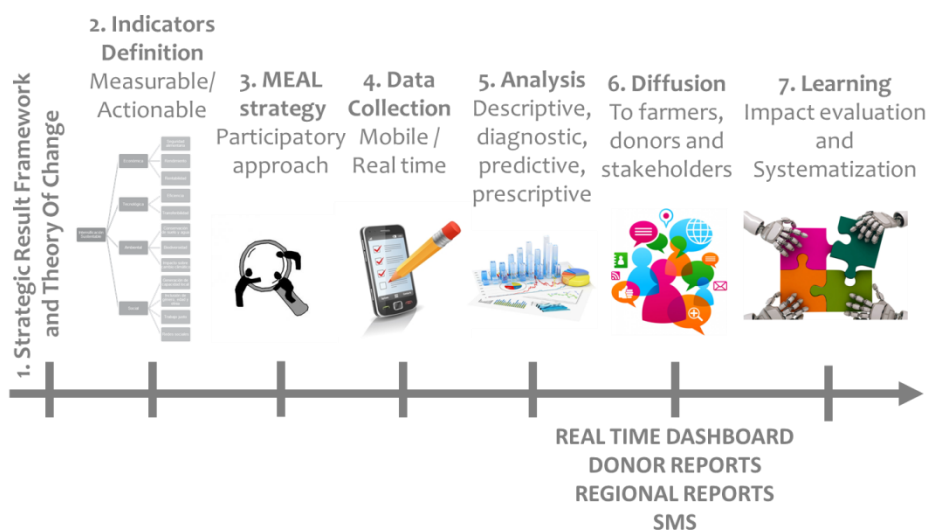 1. Strategic Result Framework
and Theory Of Change
2. Indicators
Definition
Measurable/
Actionable
3. MEAL
strategy
Participatory
approach
4. Data
Collection
Mobile /
Real time
5. Analysis
Descriptive,
diagnostic,
predictive,
prescriptive
6. Diffusion
To farmers,
donors and
stakeholders
7. Learning
Impact evaluation
and
Systematization
REAL TIME DASHBOARD
DONOR REPORTS
REGIONAL REPORTS
SMS